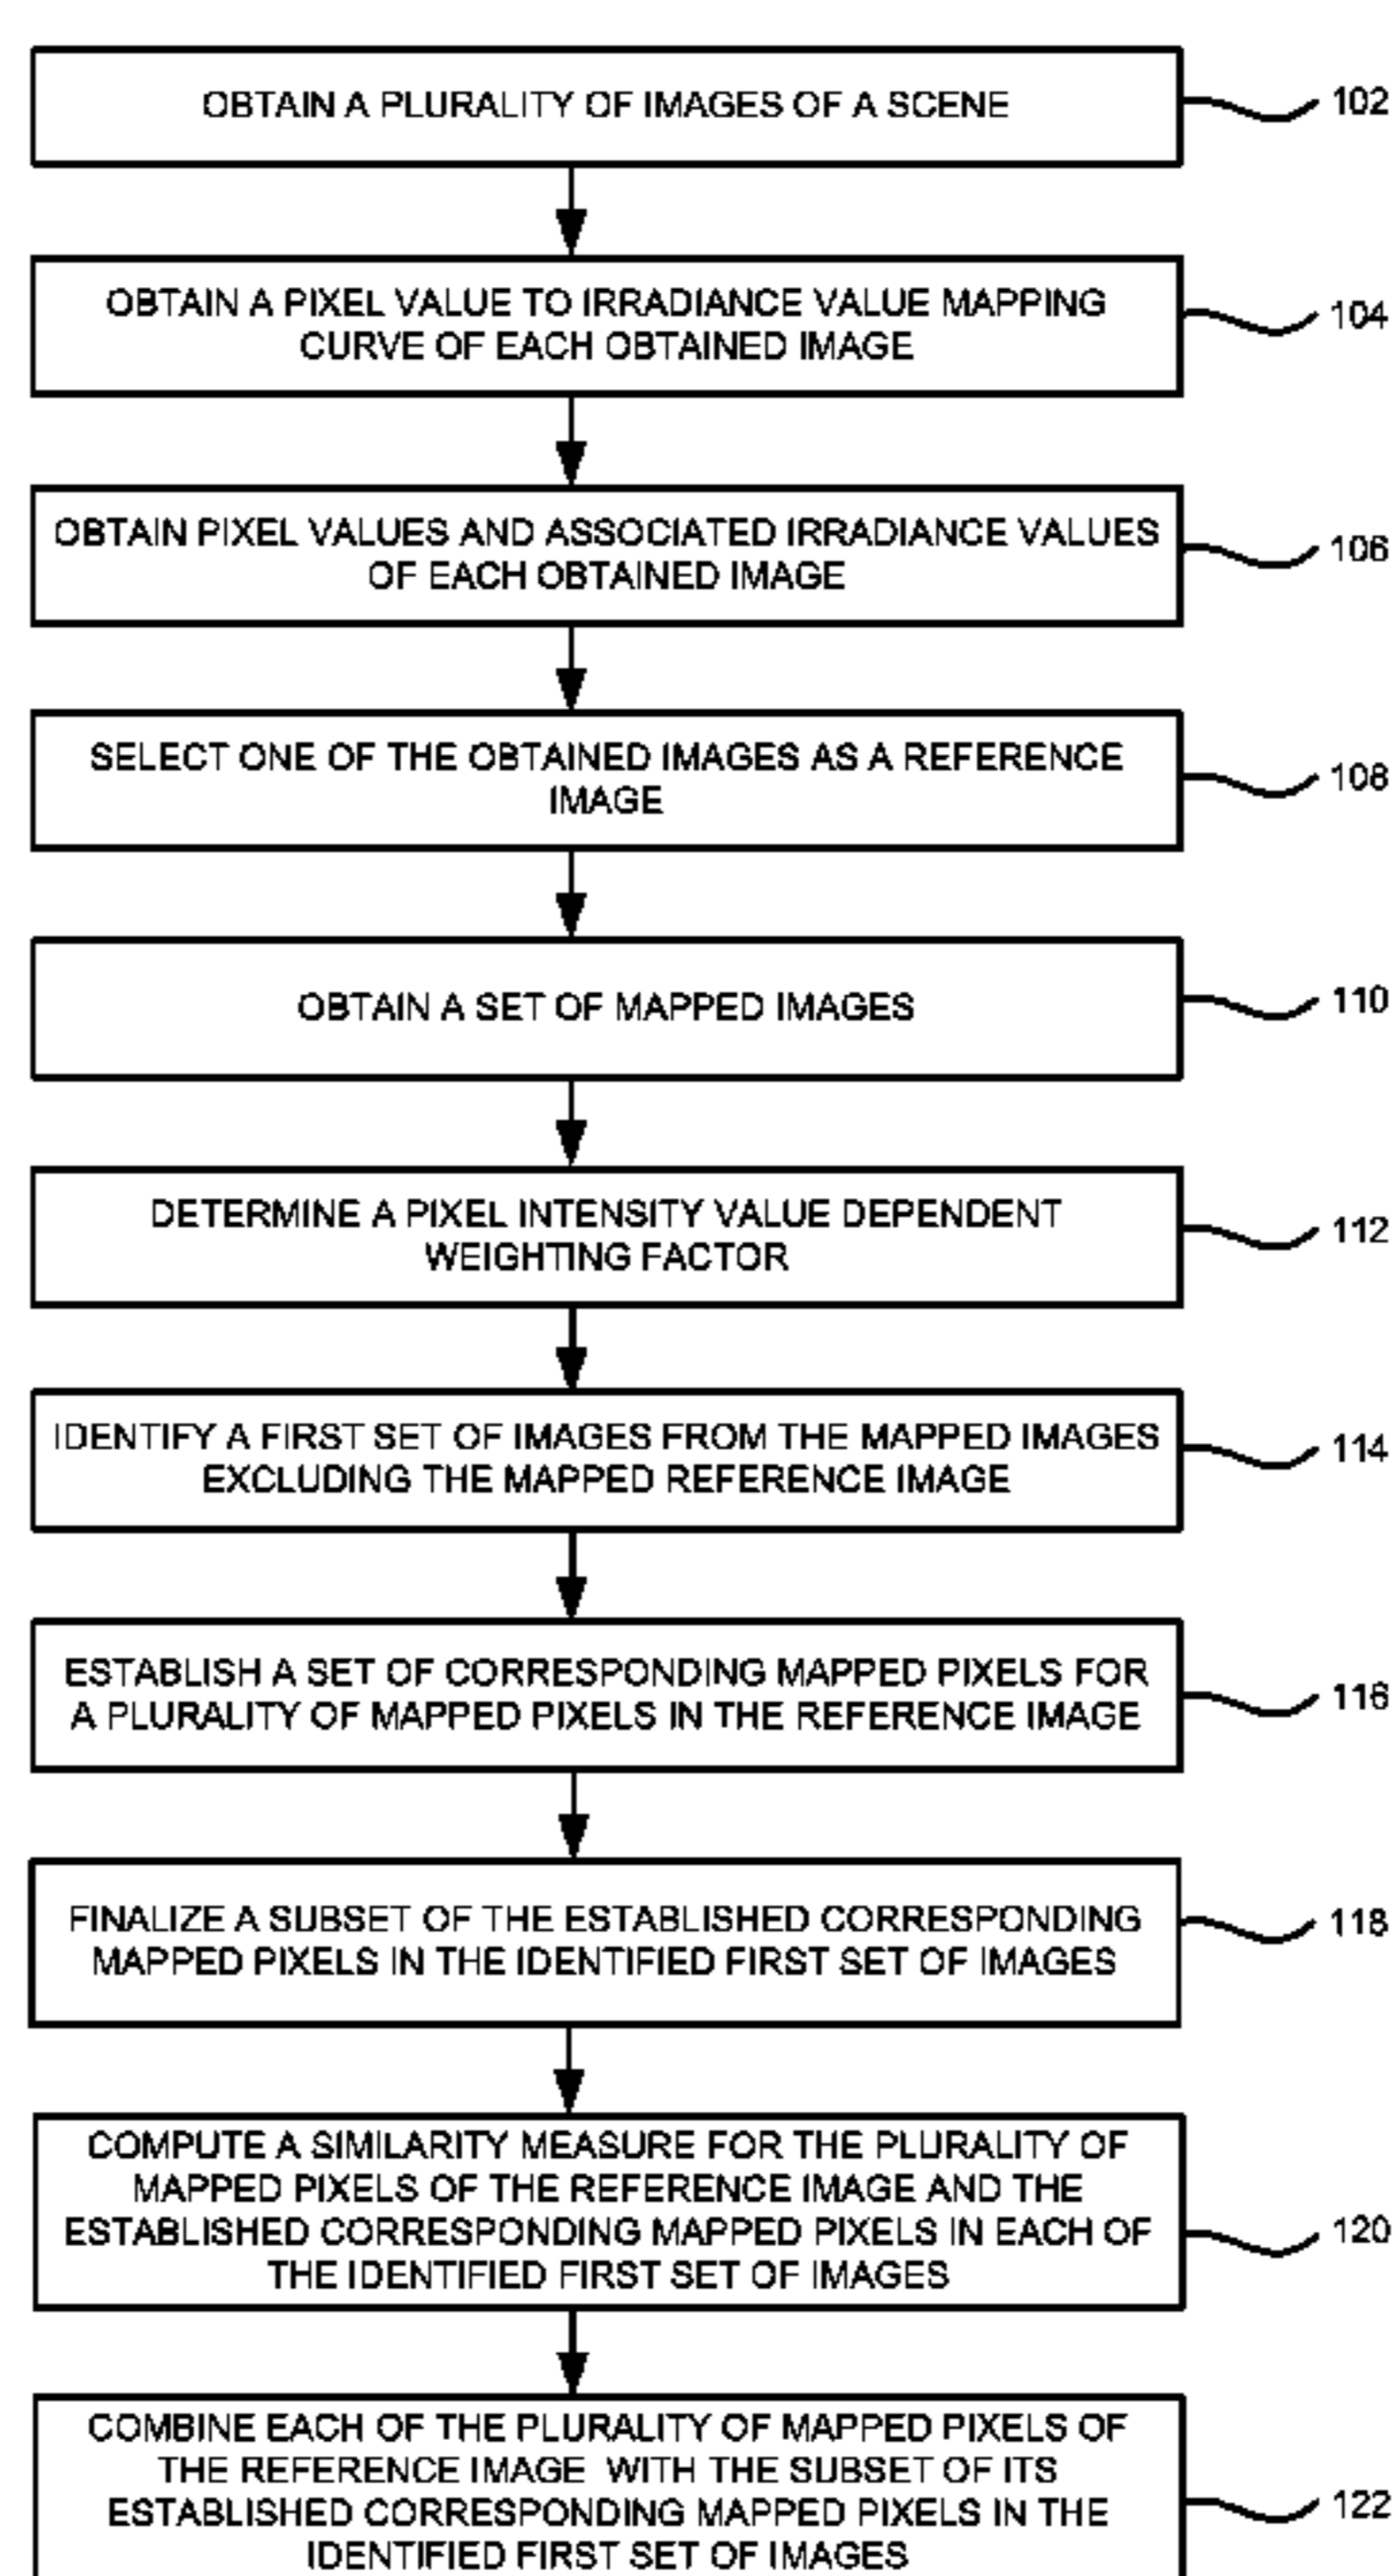 OBTAIN A PLURALITY OF IMAGES OF A SCENE
102
OBTAIN A PIXEL VALUE TO IRRADIANCE VALUE MAPPING
CURVE OF EACH OBTAINED IMAGE
104
OBTAIN PIXEL VALUES AND ASSOCIATED IRRADIANCE VALUES
OF EACH OBTAINED IMAGE
106
SELECT ONE OF THE OBTAINED IMAGES AS A REFERENCE
IMAGE
108
OBTAIN A SET OF MAPPED IMAGES
110
DETERMINE A PIXEL INTENSITY VALUE DEPENDENT
WEIGHTING FACTOR
112
IDENTIFY A FIRST SET OF IMAGES FROM THE MAPPED IMAGES
EXCLUDING THE MAPPED REFERENCE IMAGE
114
ESTABLISH A SET OF CORRESPONDING MAPPED PIXELS FOR
A PLURALITY OF MAPPED PIXELS IN THE REFERENCE IMAGE
116
FINALIZE A SUBSET OF THE ESTABLISHED CORRESPONDING
MAPPED PIXELS IN THE IDENTIFIED FIRST SET OF IMAGES
118
COMPUTE A SIMILARITY MEASURE FOR THE PLURALITY OF
MAPPED PIXELS OF THE REFERENCE IMAGE AND THE
ESTABLISHED CORRESPONDING MAPPED PIXELS IN EACH OF
THE IDENTIFIED FIRST SET OF IMAGES
120
COMBINE EACH OF THE PLURALITY OF MAPPED PIXELS OF
THE REFERENCE IMAGE WITH THE SUBSET OF ITS
ESTABLISHED CORRESPONDING MAPPED PIXELS IN THE
IDENTIFIED FIRST SET OF IMAGES
122